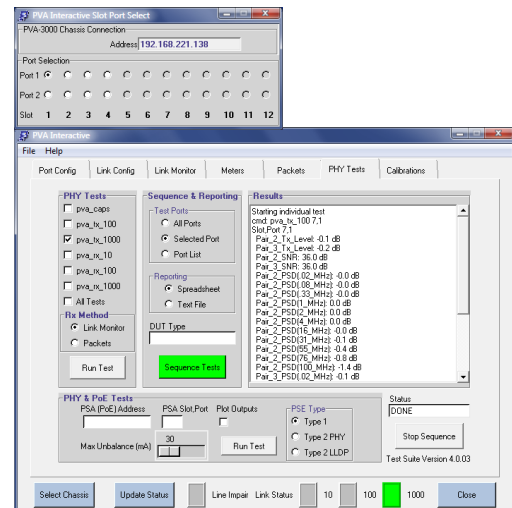 PVA Interactive Slot Port Select
PVA-3000 Chassis Connection
Address 192.168.221.138
Port Selection
Port 1
Port 2
Slot 1 2 3 4 5 6 7 8 9 10 11 12
PVA Interactive
File Help
Port Config Link Config Link Monitor Meters Packets PHY Tests Calibrations
PHY Tests
pva_caps
pva_tx_100
pva_tx_1000
pva_rx_10
pva_rx_100
pva_rx_1000
All Tests
Rx Method
Link Monitor
Packets
Run Test
Sequence & Reporting
Test Ports
All Ports
Selected Port
Port List
Reporting
Spreadsheet
Text File
DUT Type
Sequence Tests
Results
Starting individual test
cmd: pva_tx_100 7,1
Slot,Port 7,1
Pair_2_Tx_Level: -0.1 dB
Pair_3_Tx_Level: -0.2 dB
Pair_2_SNR: 36.0 dB
Pair_3_SNR: 36.0 dB
Pair_2_PSD(.02_MHz): -0.0 dB
Pair_2_PSD(.08_MHz): -0.0 dB
Pair_2_PSD(.33_MHz): -0.0 dB
Pair_2_PSD(1_MHz): 0.0 dB
Pair_2_PSD(2_MHz): 0.0 dB
Pair_2_PSD(4_MHz): 0.0 dB
Pair_2_PSD(16_MHz): -0.0 dB
Pair_2_PSD(31_MHz): -0.1 dB
Pair_2_PSD(55_MHz): -0.4 dB
Pair_2_PSD(76_MHz): -0.8 dB
Pair_2_PSD(100_MHz): -1.4 dB
Pair_3_PSD(.02_MHz): -0.1 dB
PHY & PoE Tests
PSA (PoE) Address
PSA Slot,Port
Plot Outputs
Max Unbalance (mA)
30
Run Test
PSE Type
Type 1
Type 2 PHY
Type 2 LLDP
Status
DONE
Stop Sequence
Test Suite Version 4.0.03
Select Chassis Update Status Line Impair Link Status 10 100 1000 Close